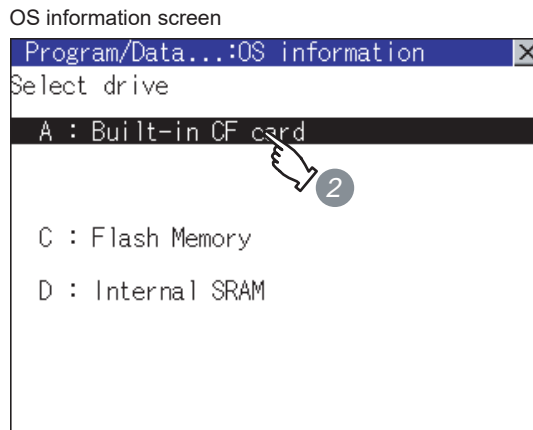 OS information screen
Program/Data...:OS information
Select drive
A : Built-in CF card
2
C : Flash Memory
D : Internal SRAM